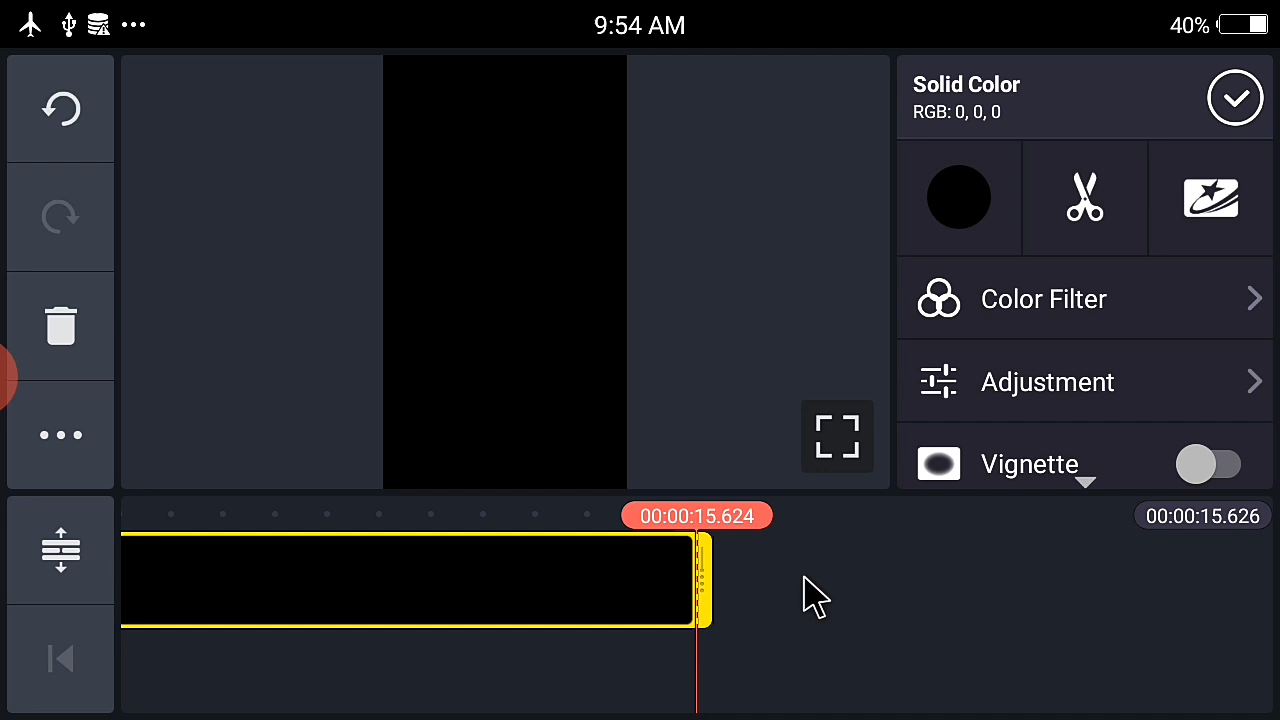 9:54 AM
40%
Solid Color
RGB: 0, 0, 0
Color Filter
Adjustment
Vignette
00:00:15.624
00:00:15.626